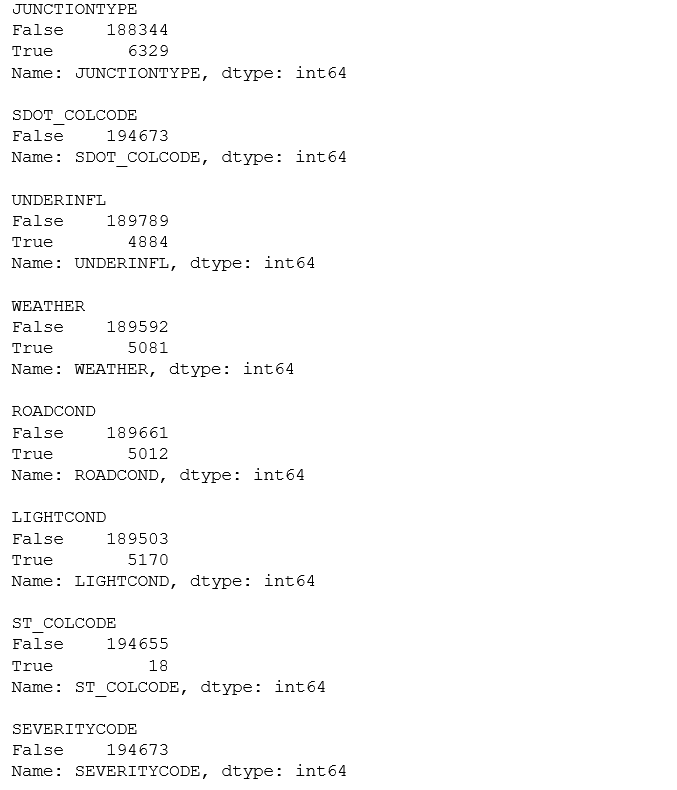 JUNCTIONTYPE
False    188344
True       6329
Name: JUNCTIONTYPE, dtype: int64

SDOT_COLCODE
False    194673
Name: SDOT_COLCODE, dtype: int64

UNDERINFL
False    189789
True       4884
Name: UNDERINFL, dtype: int64

WEATHER
False    189592
True       5081
Name: WEATHER, dtype: int64

ROADCOND
False    189661
True       5012
Name: ROADCOND, dtype: int64

LIGHTCOND
False    189503
True       5170
Name: LIGHTCOND, dtype: int64

ST_COLCODE
False    194655
True         18
Name: ST_COLCODE, dtype: int64

SEVERITYCODE
False    194673
Name: SEVERITYCODE, dtype: int64